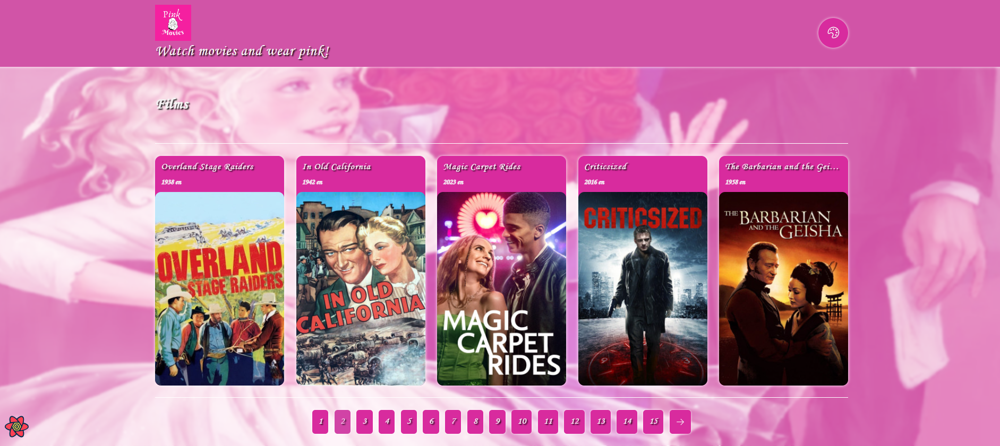 Pink
Movies
Watch movies and wear pink!
Films
Overland Stage Raiders
1938 en
OVERLAND
STAGE RAIDERS
In Old California
1942 en
IN OLD
CALIFORNIA
Magic Carpet Rides
2023 en
MAGIC
CARPET
RIDES
Criticsized
2016 en
CRITICSIZED
9
3
The Barbarian and the Gei...
1958 en
THE BARBARIAN
AND THE GEISHA
1 2 3 4 5 6 7 8 9 10 11 12 13 14 15 →